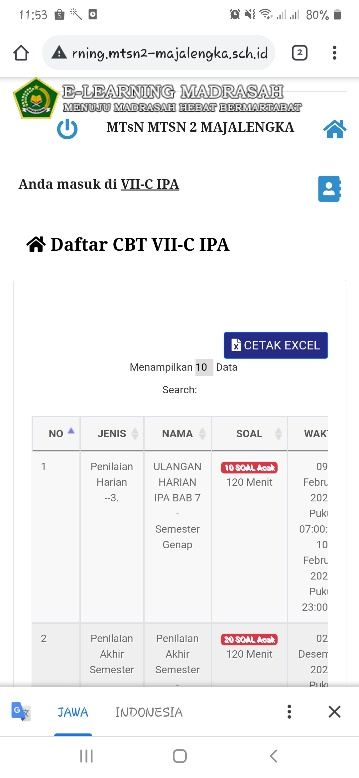 11:53
80%
rning.mtsn2-majalengka.sch.id
2
E-LEARNING MADRASAH
MENUJU MADRASAH HEBAT BERMARTABAT
MTsN MTSN 2 MAJALENGKA
Anda masuk di VII-C IPA
Daftar CBT VII-C IPA
CETAK EXCEL
Menampilkan 10 Data
Search:
NO JENIS NAMA SOAL WAK
1 Penilaian ULANGAN 10 SOAL Acak 09
Harian HARIAN 120 Menit Febru
--3. IPA BAB 7 202
- Puku
Semester 07:00:
Genap 10
Febru
202
Puku
23:00
2 Penilaian Penilaian 20 SOAL Acak 02
Akhir Akhir 120 Menit Desem
Semester Semester 202
- Puku
JAWA INDONESIA